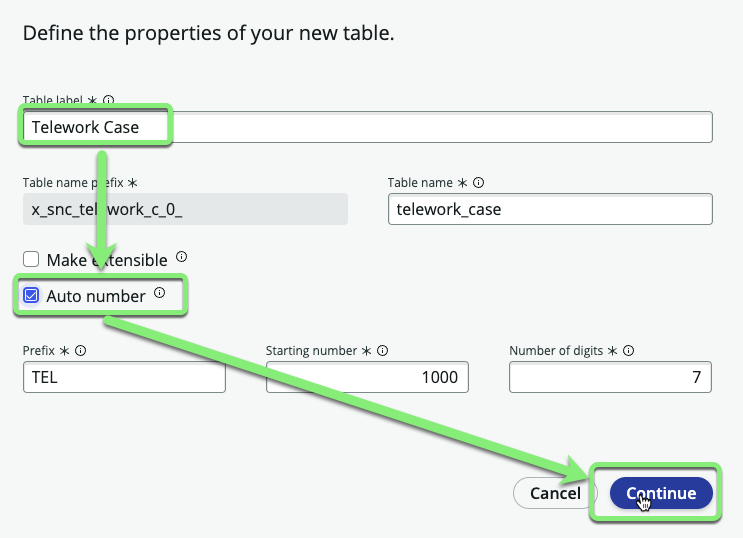 Define the properties of your new table.
Table label *
Telework Case
Table name prefix *
Table name *
x_snc_telework_c_0_
telework_case
Make extensible
Auto number
Prefix *
Starting number *
Number of digits *
TEL
1000
7
Cancel
Continue